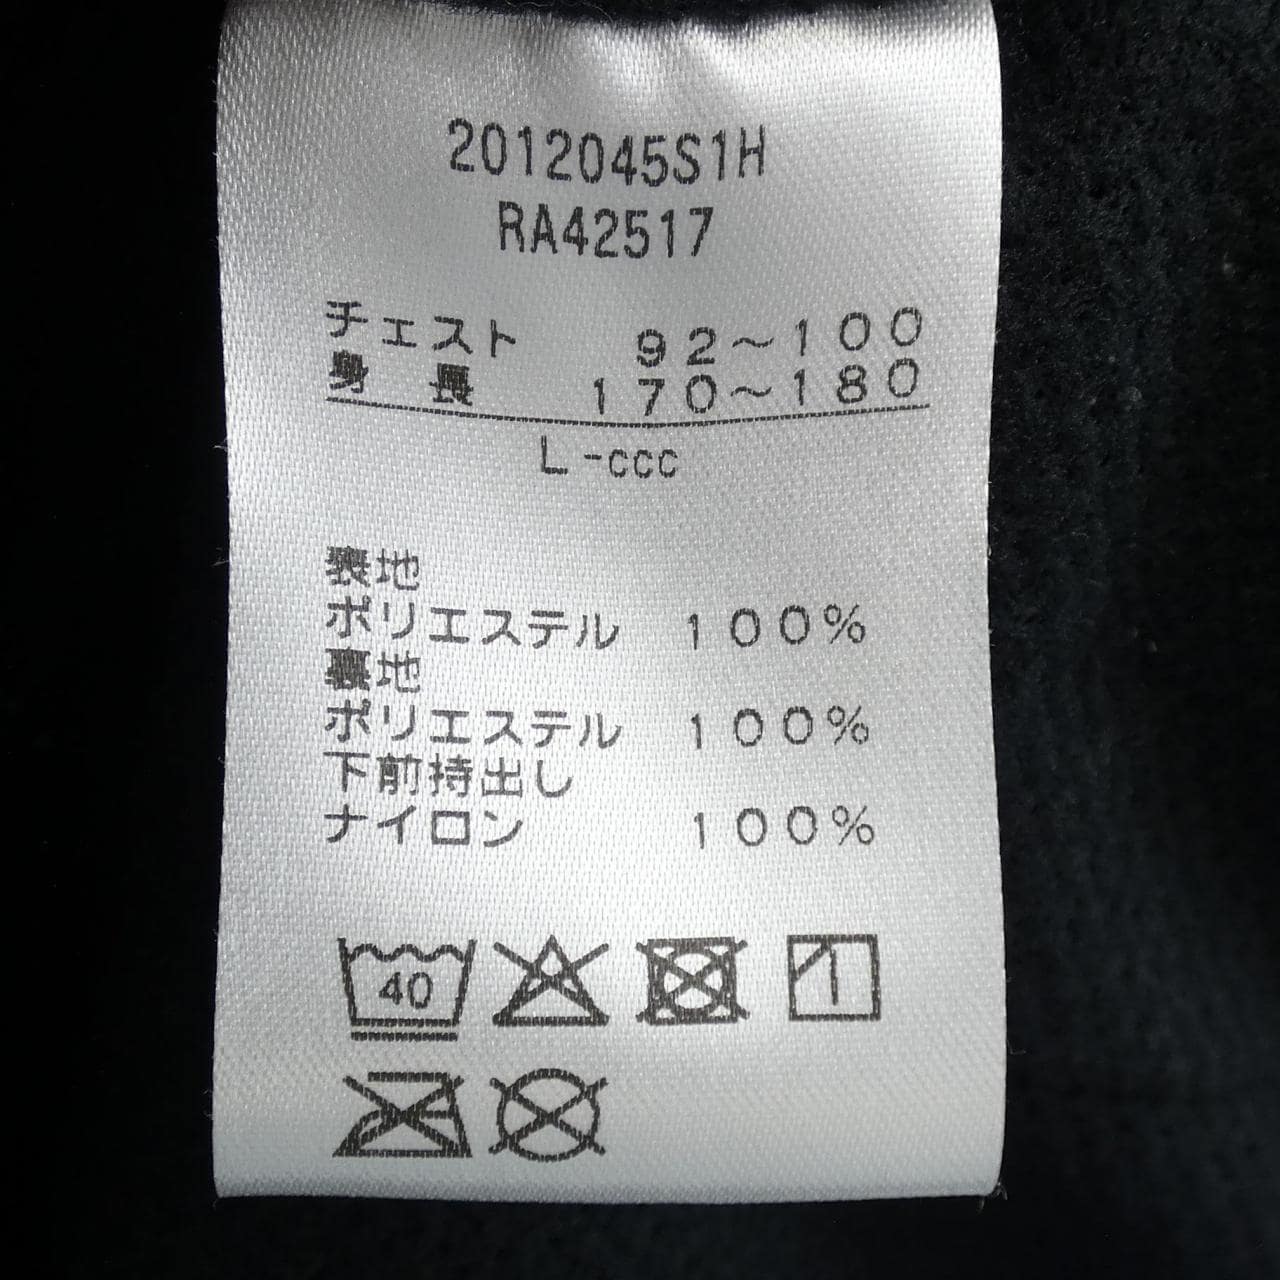 2012045S1H
RA42517
チェスト 92～100
身長 170～180
L-ccc
表地
ポリエステル 100%
裏地
ポリエステル 100%
下前持出し
ナイロン 100%
40